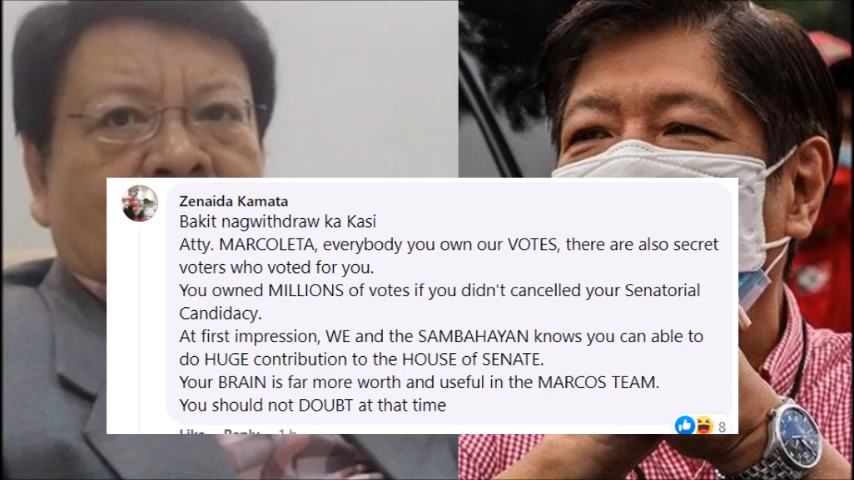 Zenaida Kamata
Bakit nagwithdraw ka Kasi
Atty. MARCOLETA, everybody you own our VOTES, there are also secret
voters who voted for you.
You owned MILLIONS of votes if you didn't cancelled your Senatorial
Candidacy.
At first impression, WE and the SAMBAHAYAN knows you can able to
do HUGE contribution to the HOUSE of SENATE.
Your BRAIN is far more worth and useful in the MARCOS TEAM.
You should not DOUBT at that time
8
Like Reply 1 h